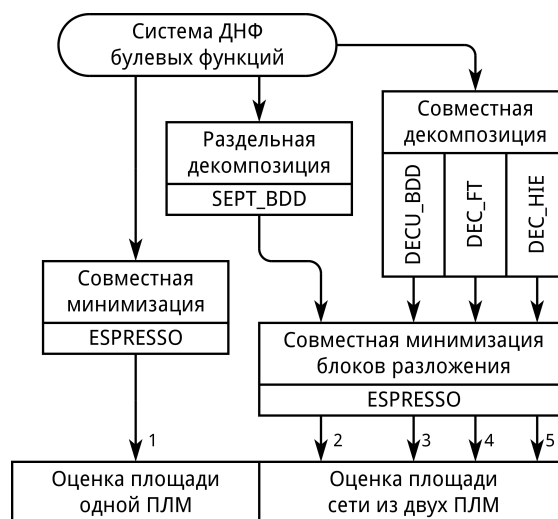 Система ДНФ
булевых функций
Совместная
декомпозиция
Раздельная
декомпозиция
SEPT_BDD
DECU_BDD
DEC_FT
DEC_HIE
Совместная
минимизация
ESPRESSO
Совместная минимизация
блоков разложения
ESPRESSO
1
2
3
4
5
Оценка площади
одной ПЛМ
Оценка площади
сети из двух ПЛМ